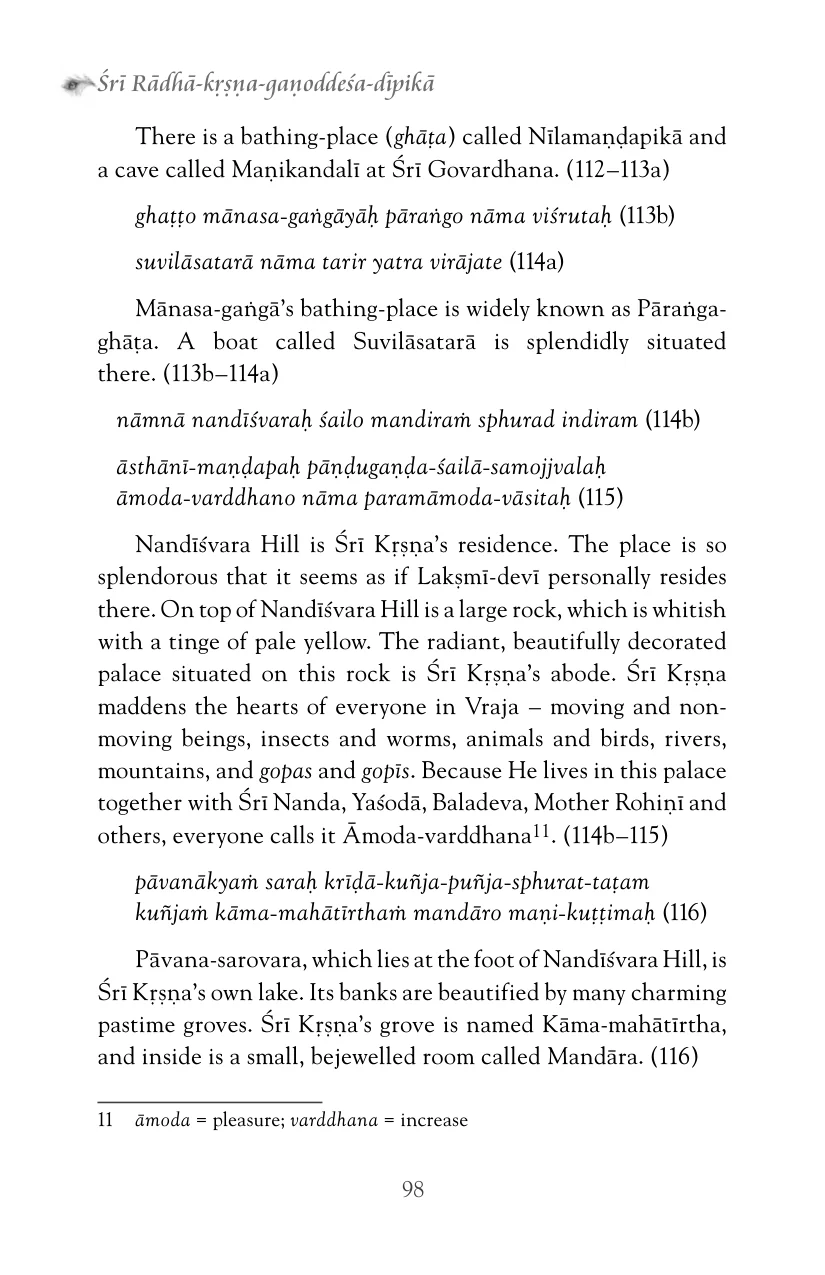 Śrī Rādhā-kṛṣṇa-gaṇoddeśa-dīpikā
There is a bathing-place (ghāṭa) called Nīlamaṇḍapikā and
a cave called Maṇikandalī at Śrī Govardhana. (112–113a)
ghaṭṭo mānasa-gaṅgāyāḥ pāraṅgo nāma viśrutaḥ (113b)
suvilāsatarā nāma tarir yatra virājate (114a)
Mānasa-gaṅgā’s bathing-place is widely known as Pāraṅga-
ghāṭa. A boat called Suvilāsatarā is splendidly situated
there. (113b–114a)
nāmnā nandīśvaraḥ śailo mandiraṁ sphurad indiram (114b)
āsthānī-maṇḍapaḥ pāṇḍugaṇḍa-śailā-samojjvalaḥ
āmoda-varddhano nāma paramāmoda-vāsitaḥ (115)
Nandīśvara Hill is Śrī Kṛṣṇa’s residence. The place is so
splendorous that it seems as if Lakṣmī-devī personally resides
there. On top of Nandīśvara Hill is a large rock, which is whitish
with a tinge of pale yellow. The radiant, beautifully decorated
palace situated on this rock is Śrī Kṛṣṇa’s abode. Śrī Kṛṣṇa
maddens the hearts of everyone in Vraja – moving and non-
moving beings, insects and worms, animals and birds, rivers,
mountains, and gopas and gopīs. Because He lives in this palace
together with Śrī Nanda, Yaśodā, Baladeva, Mother Rohiṇī and
others, everyone calls it Āmoda-varddhana11. (114b–115)
pāvanākyaṁ saraḥ krīḍā-kuñja-puñja-sphurat-taṭam
kuñjaṁ kāma-mahātīrthaṁ mandāro maṇi-kuṭṭimaḥ (116)
Pāvana-sarovara, which lies at the foot of Nandīśvara Hill, is
Śrī Kṛṣṇa’s own lake. Its banks are beautified by many charming
pastime groves. Śrī Kṛṣṇa’s grove is named Kāma-mahātīrtha,
and inside is a small, bejewelled room called Mandāra. (116)
11 āmoda = pleasure; varddhana = increase
98